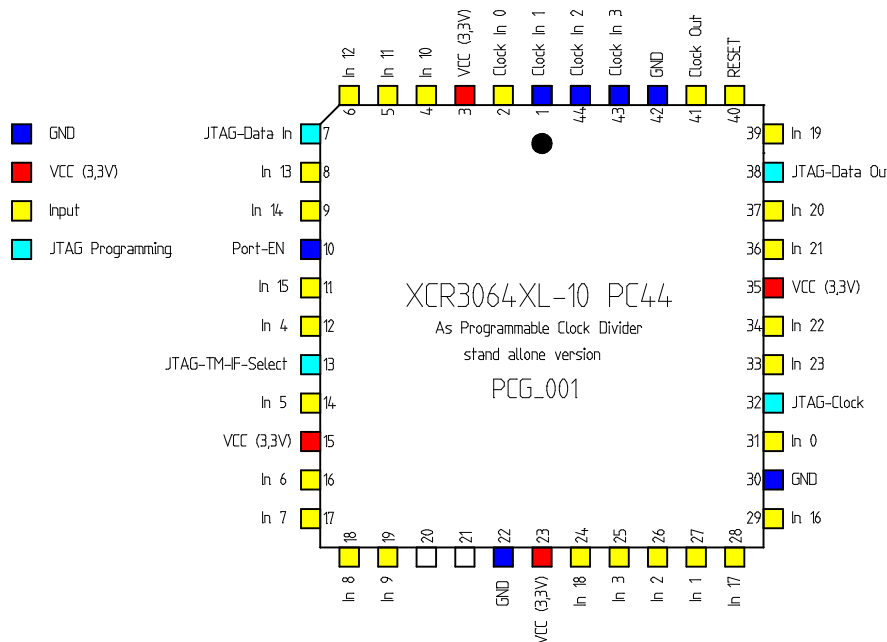 In 12
In 11
In 10
VCC (3,3V)
Clock In 0
Clock In 1
Clock In 2
Clock In 3
GND
Clock Out
RESET
6
5
4
3
2
1
44
43
42
41
40
GND
VCC (3,3V)
Input
JTAG Programming
JTAG-Data In 7
In 13 8
In 14 9
Port-EN 10
In 15 11
In 4 12
JTAG-TM-IF-Select 13
In 5 14
VCC (3,3V) 15
In 6 16
In 7 17
XCR3064XL-10 PC44
As Programmable Clock Divider
stand allone version
PCG_001
39 In 19
38 JTAG-Data Ou
37 In 20
36 In 21
35 VCC (3,3V)
34 In 22
33 In 23
32 JTAG-Clock
31 In 0
30 GND
29 In 16
18
19
20
21
22
23
24
25
26
27
28
In 8
In 9
GND
VCC (3,3V)
In 18
In 3
In 2
In 1
In 17